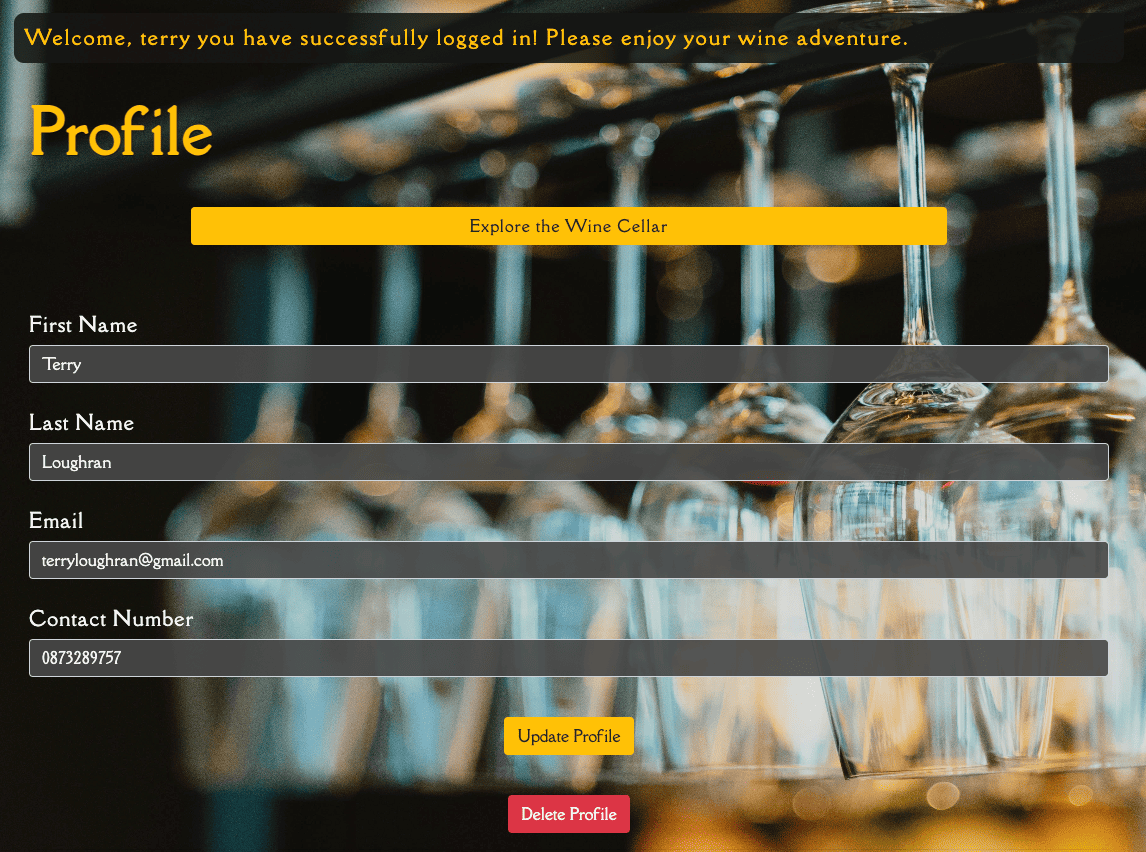 Welcome, terry you have successfully logged in! Please enjoy your wine adventure.
Profile
Explore the Wine Cellar
First Name
Terry
Last Name
Loughran
Email
terryloughran@gmail.com
Contact Number
0873289757
Update Profile
Delete Profile